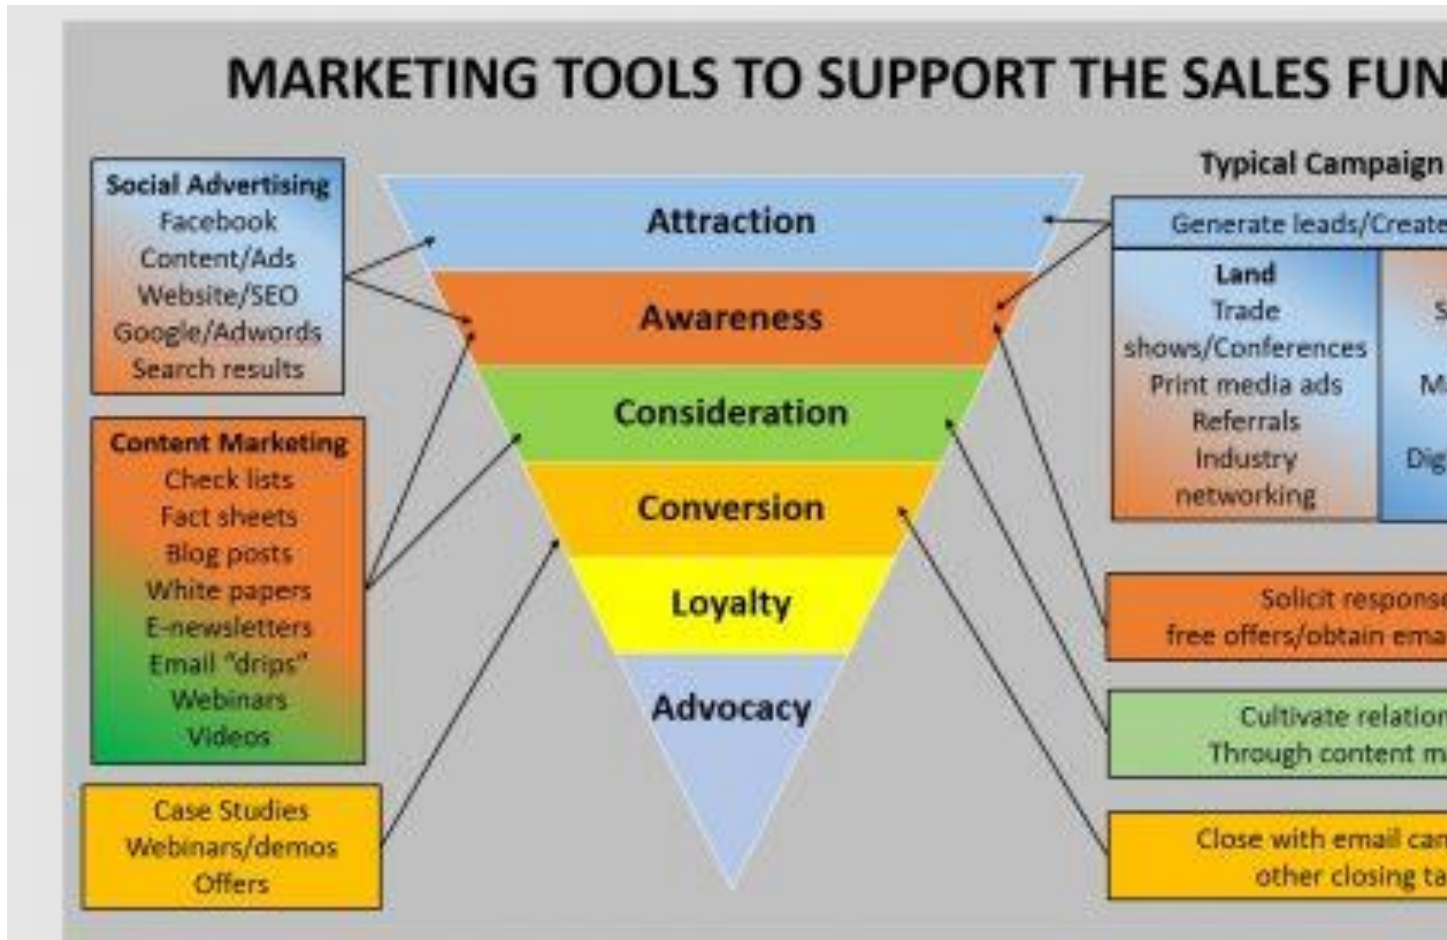 MARKETING TOOLS TO SUPPORT THE SALES FUN
Social Advertising
Facebook
Content/Ads
Website/SEO
Google/Adwords
Search results
Content Marketing
Check lists
Fact sheets
Blog posts
White papers
E-newsletters
Email “drips”
Webinars
Videos
Case Studies
Webinars/demos
Offers
Attraction
Awareness
Consideration
Conversion
Loyalty
Advocacy
Typical Campaign
Generate leads/Create
Land
Trade
shows/Conferences
Print media ads
Referrals
Industry
networking
S
M
Dig
Solicit response
free offers/obtain ema
Cultivate relation
Through content m
Close with email can
other closing ta